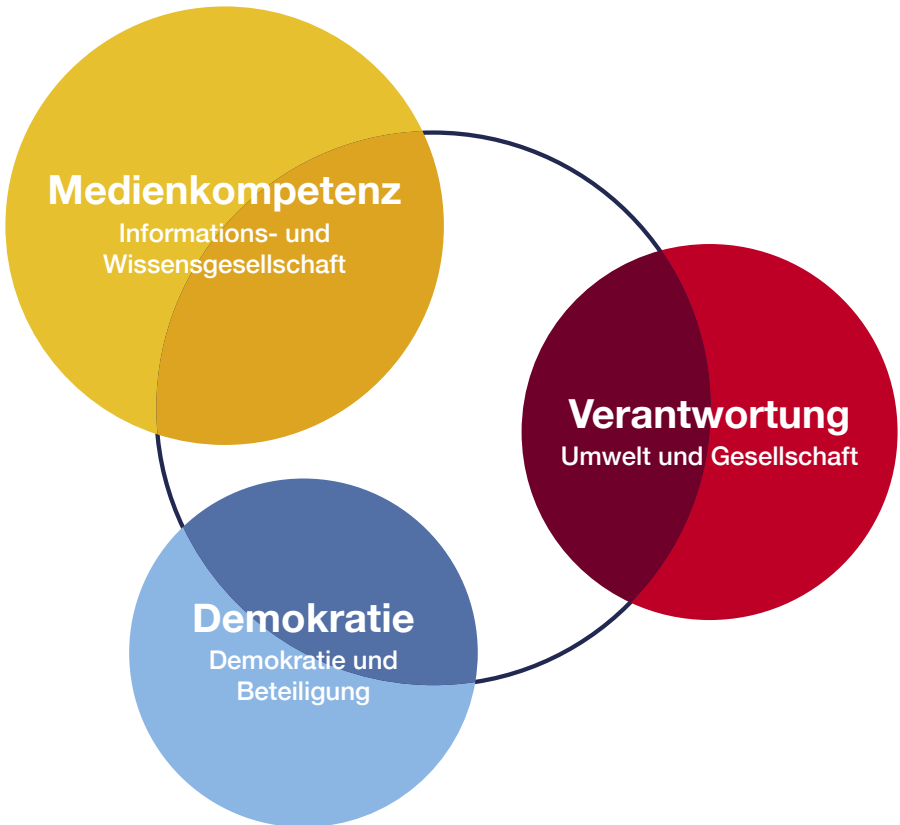 Medienkompetenz
Informations- und
Wissensgesellschaft
Verantwortung
Umwelt und Gesellschaft
Demokratie
Demokratie und
Beteiligung